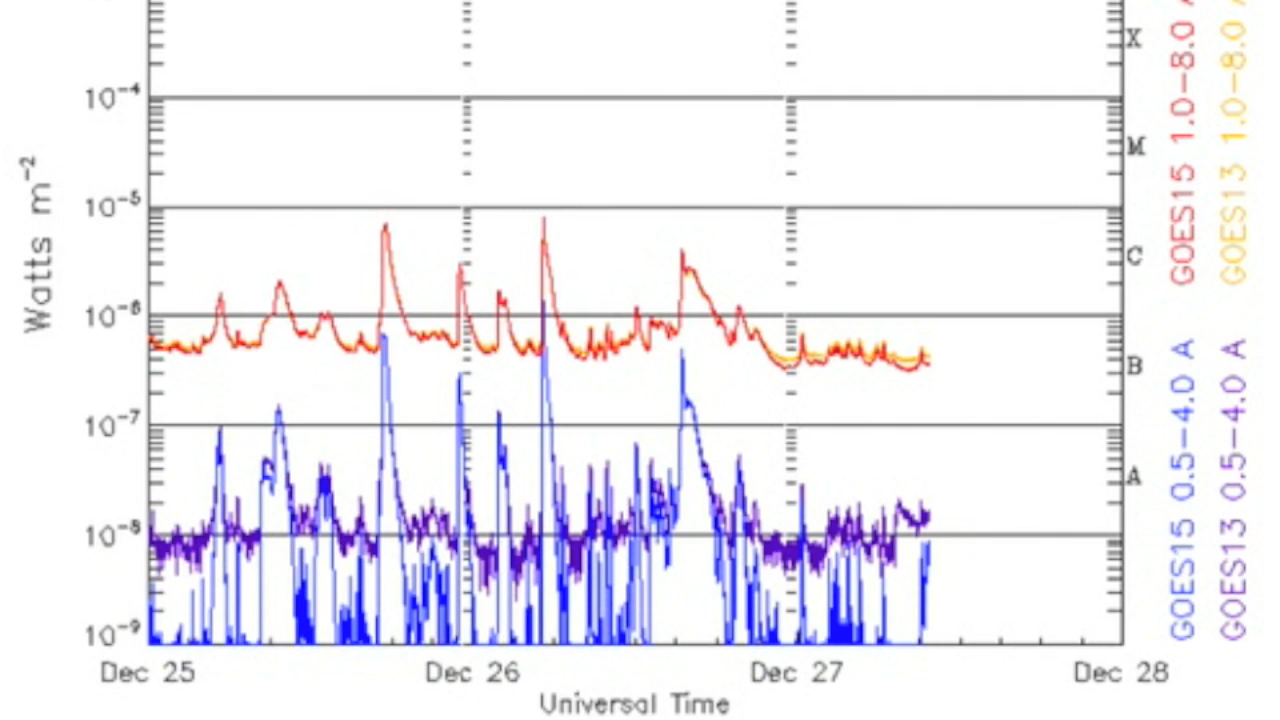 X
10⁻⁴
M
10⁻⁵
C
10⁻⁶
B
10⁻⁷
A
10⁻⁸
10⁻⁹
Watts m⁻²
Dec 25 Dec 26 Dec 27 Dec 28
Universal Time
GOES15 1.0-8.0
GOES13 1.0-8.0
GOES15 0.5-4.0 A
GOES13 0.5-4.0 A